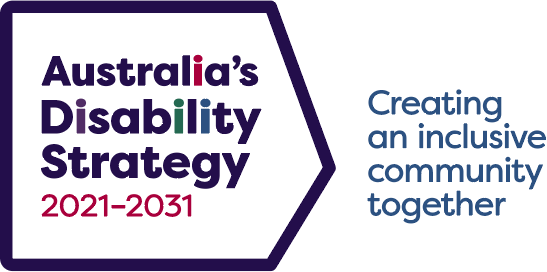 Australia's
Disability
Strategy
2021–2031
Creating
an inclusive
community
together